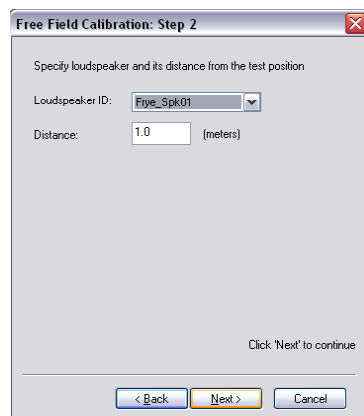 Free Field Calibration: Step 2
Specify loudspeaker and its distance from the test position
Loudspeaker ID: Frye_Spk01
Distance: 1.0 (meters)
Click 'Next' to continue
< Back Next > Cancel